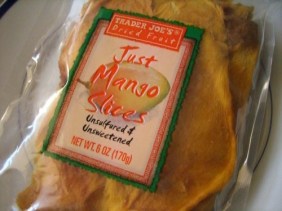 TRADER JOE'S®
Dried Fruit
Just
Mango
Slices
Unsulfured &
Unsweetened
NET WT. 6 OZ (170g)